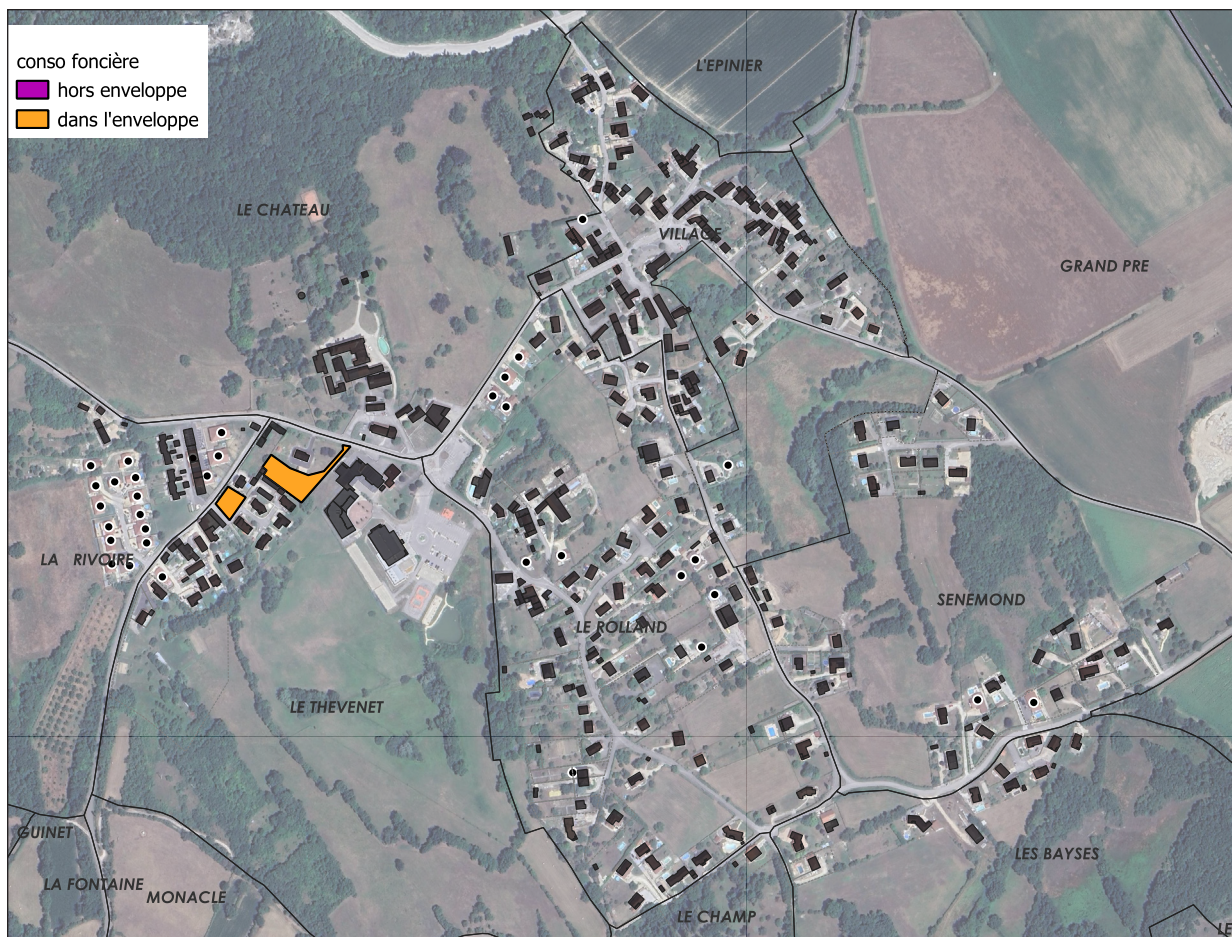 conso foncière
hors enveloppe
dans l'enveloppe
L'EPINIER
LE CHATEAU
VILLAGE
GRAND PRE
LA RIVOIRE
SENEMOND
LE ROLLAND
LE THEVENET
GUINET
LES BAYSES
LA FONTAINE
MONACLE
LE CHAMP
LE